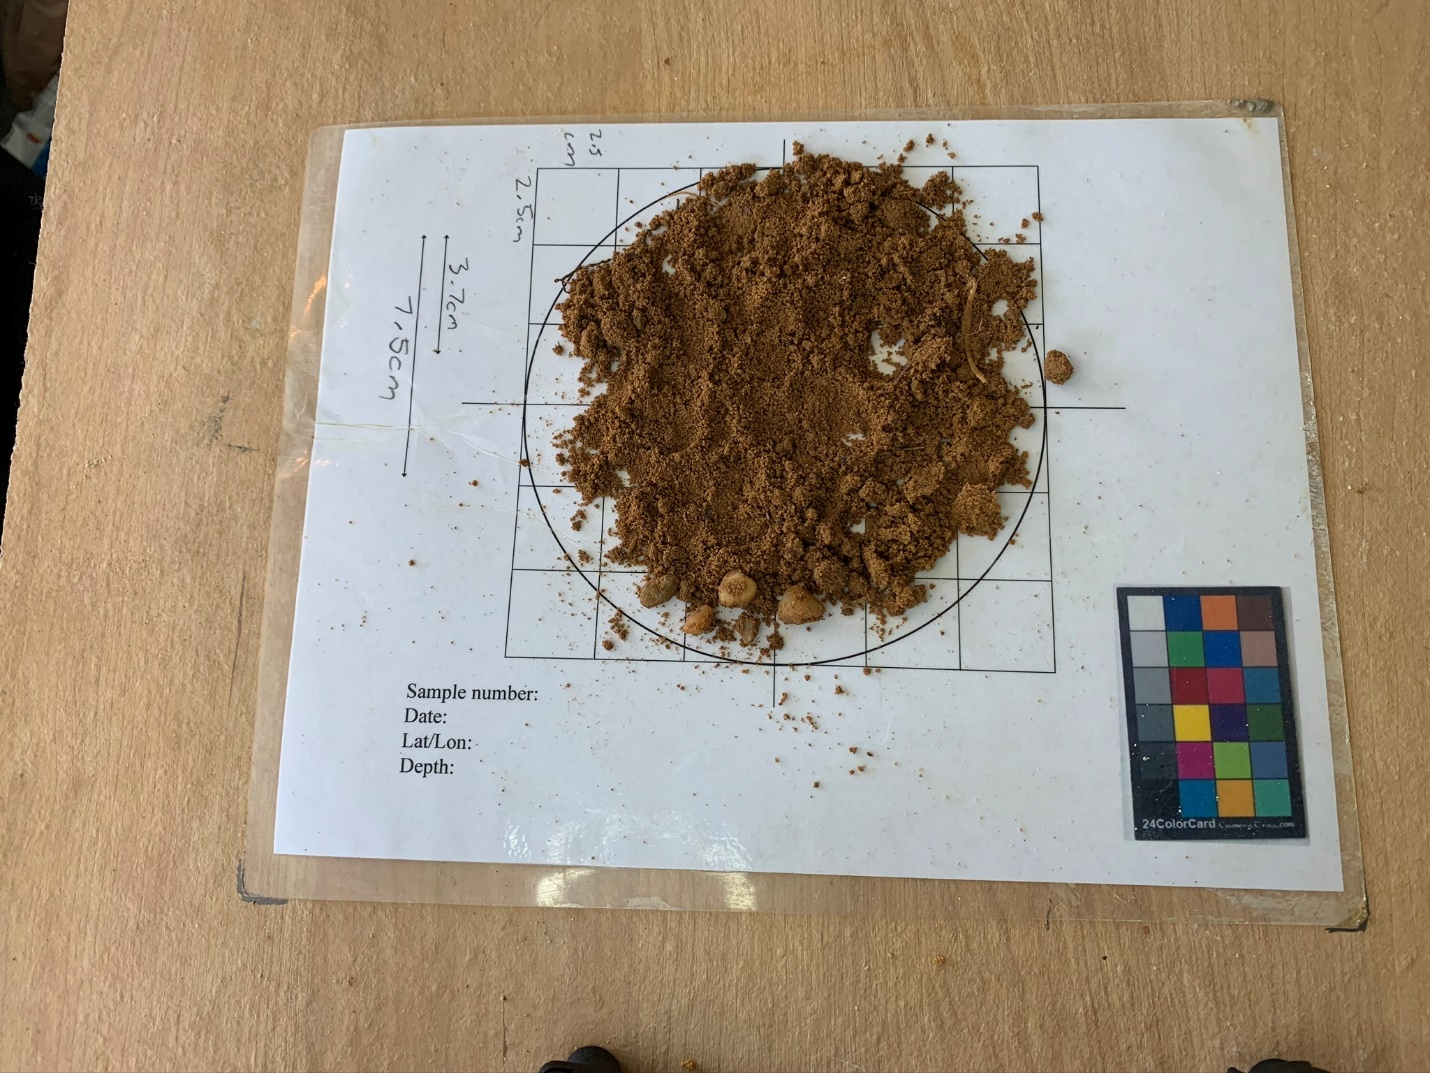 2.5
cm
2.5cm
3.7cm
7.5cm
Sample number:
Date:
Lat/Lon:
Depth:
24ColorCard